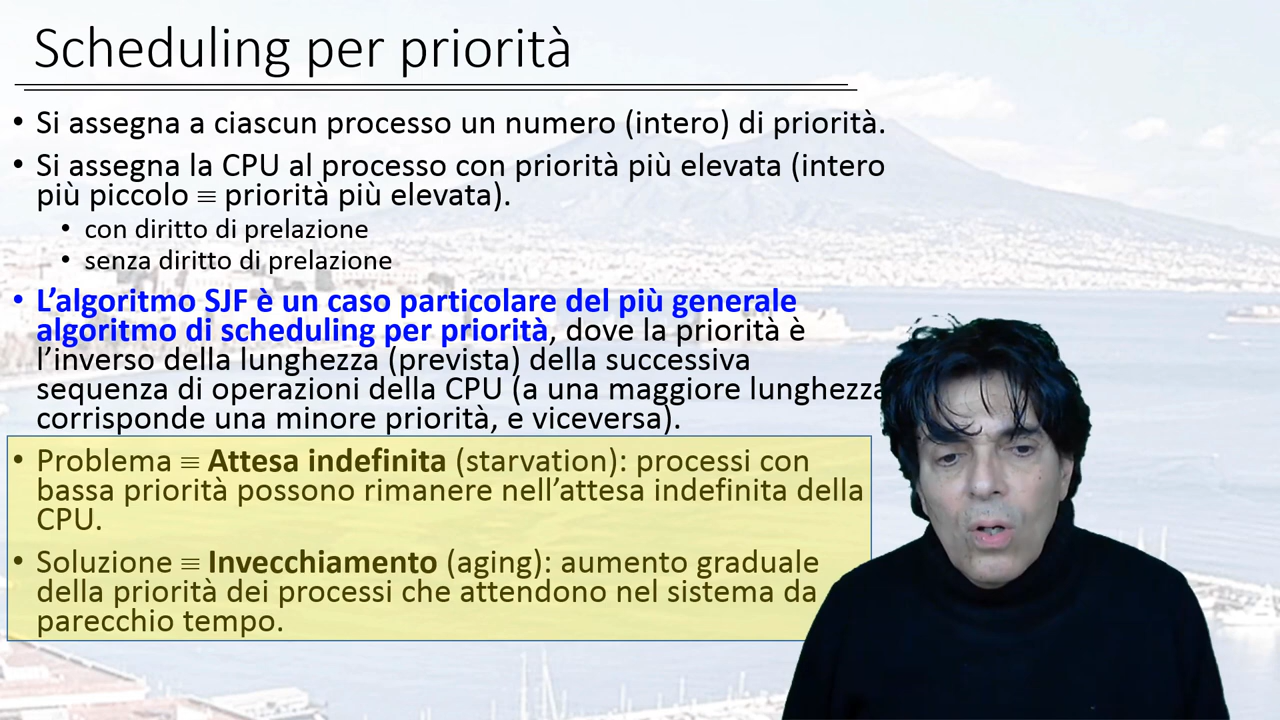 Scheduling per priorità
• Si assegna a ciascun processo un numero (intero) di priorità.
• Si assegna la CPU al processo con priorità più elevata (intero
più piccolo ≡ priorità più elevata).
• con diritto di prelazione
• senza diritto di prelazione
• L’algoritmo SJF è un caso particolare del più generale
algoritmo di scheduling per priorità, dove la priorità è
l’inverso della lunghezza (prevista) della successiva
sequenza di operazioni della CPU (a una maggiore lunghezza
corrisponde una minore priorità, e viceversa).
• Problema ≡ Attesa indefinita (starvation): processi con
bassa priorità possono rimanere nell’attesa indefinita della
CPU.
• Soluzione ≡ Invecchiamento (aging): aumento graduale
della priorità dei processi che attendono nel sistema da
parecchio tempo.